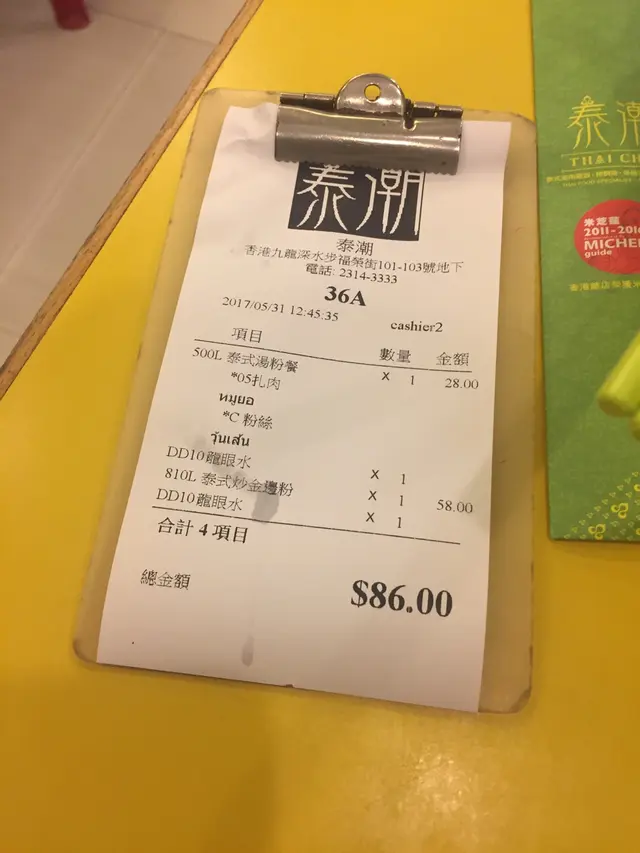 泰潮
泰潮
香港九龍深水步福榮街101-103號地下
電話: 2314-3333
36A
2017/05/31 12:45:35 cashier2
項目 數量 金額
500L 泰式湯粉餐 X 1 28.00
*05扎肉
หมูยอ
*C 粉絲
วุ้นเส้น
DD10龍眼水 X 1
810L 泰式炒金邊粉 X 1 58.00
DD10龍眼水 X 1
合計 4 項目
總金額 $86.00
泰潮
THAI CH
米芝蓮
2011-2016
MICHE
guide